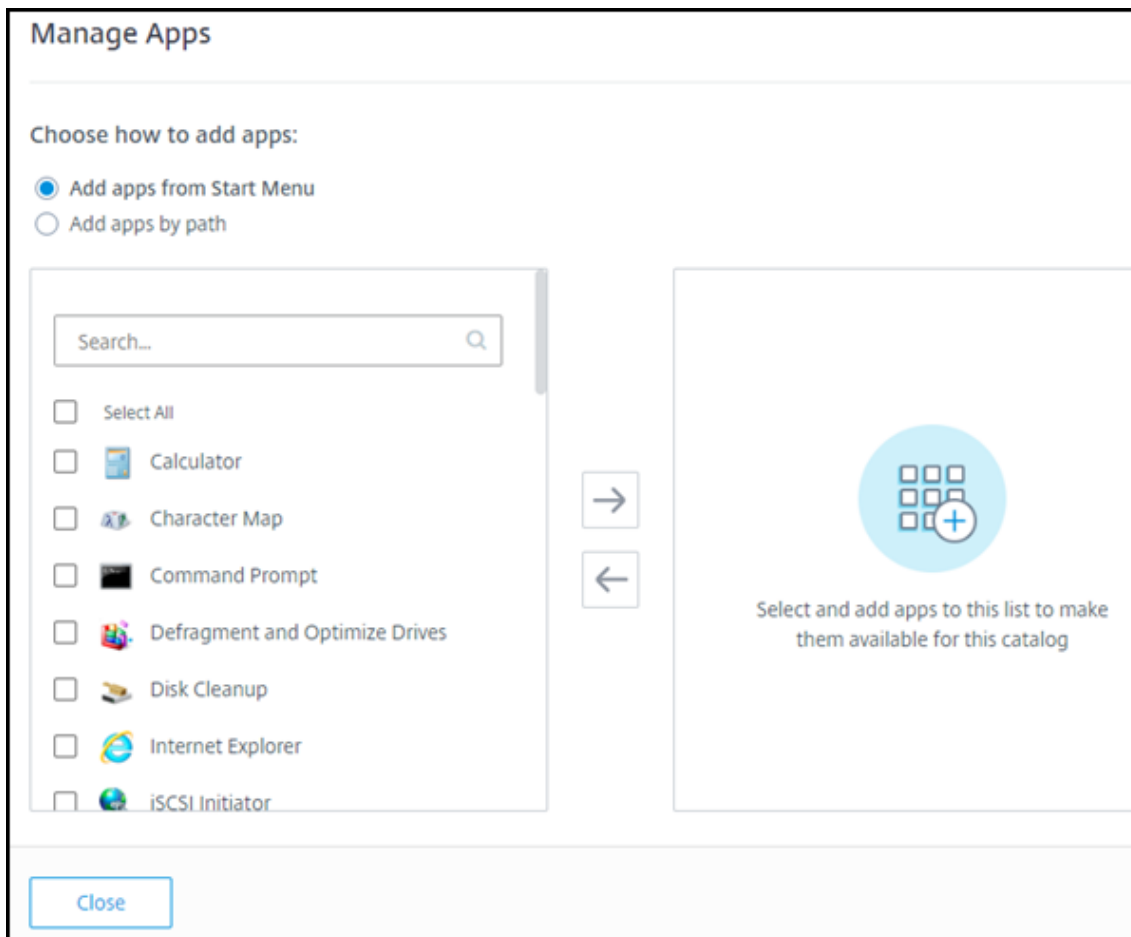 Manage Apps
Choose how to add apps:
Add apps from Start Menu
Add apps by path
Search...
Select All
Calculator
Character Map
Command Prompt
Defragment and Optimize Drives
Disk Cleanup
Internet Explorer
iSCSI Initiator
Select and add apps to this list to make
them available for this catalog
Close